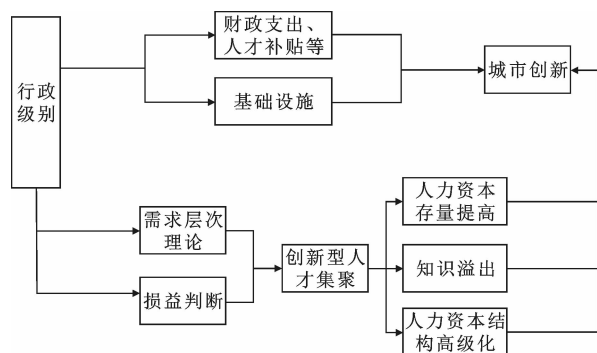 行政
级别
财政支出、
人才补贴等
基础设施
城市创新
需求层次
理论
损益判断
创新型人
才集聚
人力资本
存量提高
知识溢出
人力资本结
构高级化